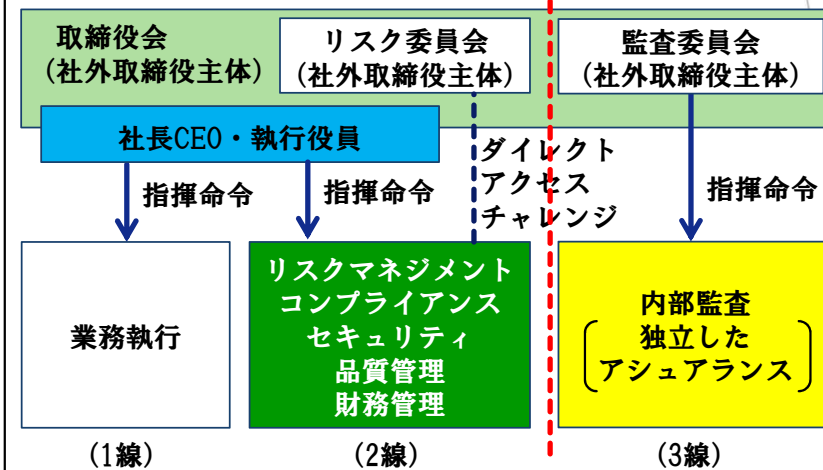 取締役会
(社外取締役主体)
リスク委員会
(社外取締役主体)
監査委員会
(社外取締役主体)
社長CEO・執行役員
指揮命令
指揮命令
ダイレクト
アクセス
チャレンジ
指揮命令
業務執行
リスクマネジメント
コンプライアンス
セキュリティ
品質管理
財務管理
内部監査
独立した
アシュアランス
(1線)
(2線)
(3線)